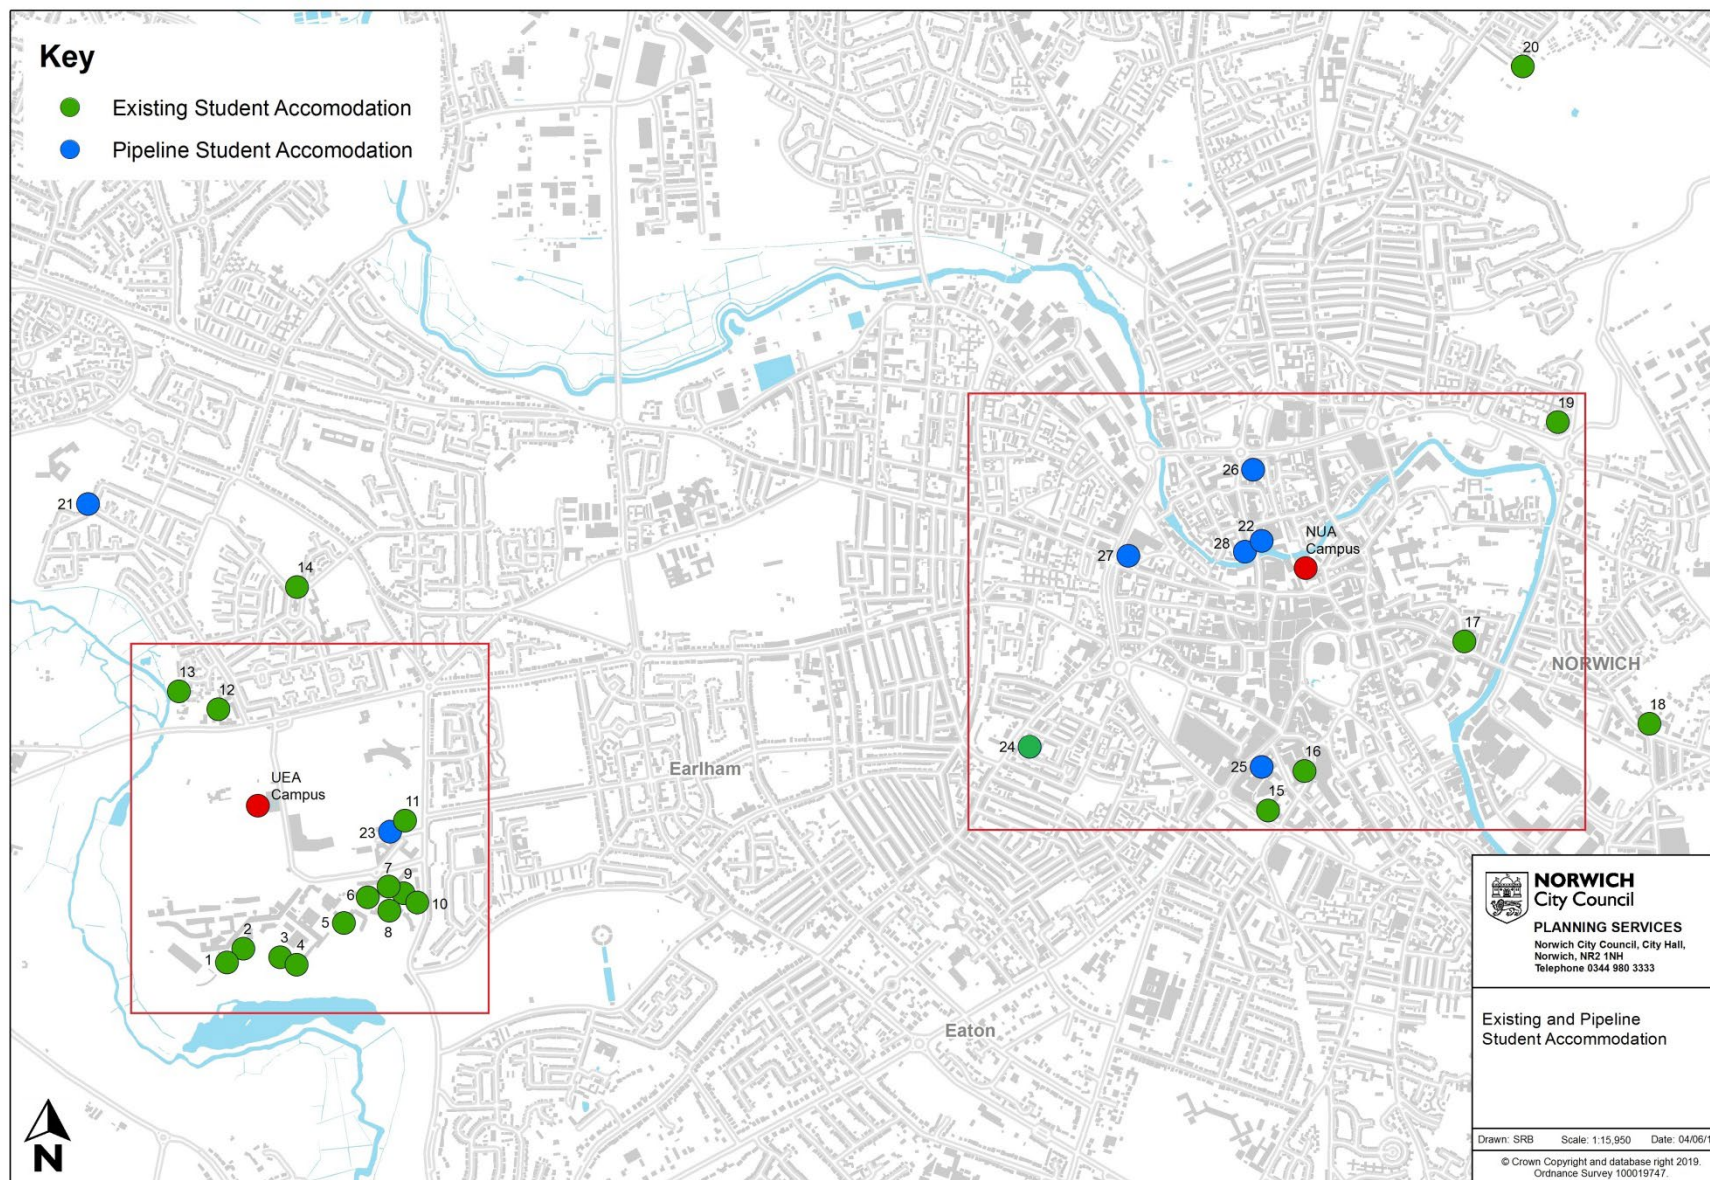 Key
Existing Student Accomodation
Pipeline Student Accomodation
20
19
26
22
28
NUA
Campus
27
21
14
17
NORWICH
13
12
18
24
16
25
15
Earlham
UEA
Campus
11
23
7
9
6
10
5
8
2
3
4
1
Eaton
N
NORWICH
City Council
PLANNING SERVICES
Norwich City Council, City Hall,
Norwich, NR2 1NH
Telephone 0344 980 3333
Existing and Pipeline
Student Accommodation
Drawn: SRB Scale: 1:15,950 Date: 04/06/1
© Crown Copyright and database right 2019.
Ordnance Survey 100019747.